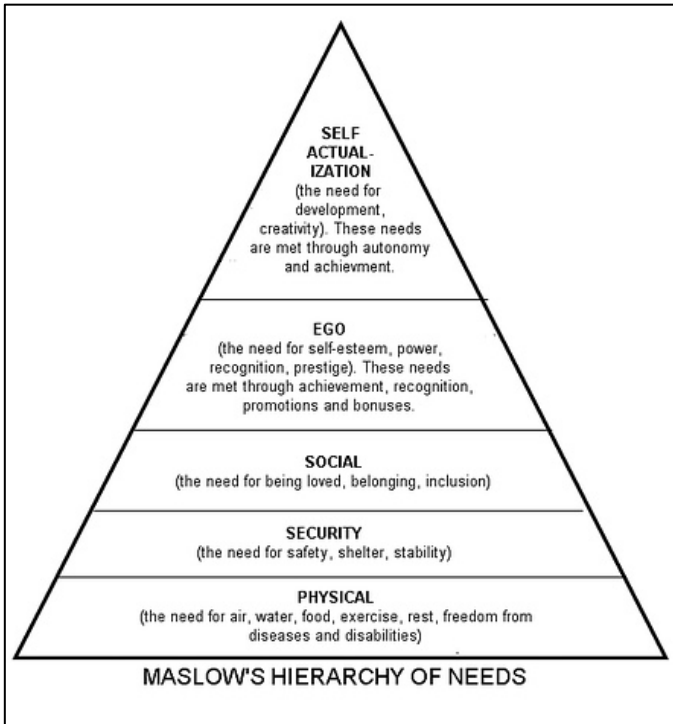 SELF
ACTUAL-
IZATION
(the need for
development,
creativity). These needs
are met through autonomy
and achievment.
EGO
(the need for self-esteem, power,
recognition, prestige). These needs
are met through achievement, recognition,
promotions and bonuses.
SOCIAL
(the need for being loved, belonging, inclusion)
SECURITY
(the need for safety, shelter, stability)
PHYSICAL
(the need for air, water, food, exercise, rest, freedom from
diseases and disabilities)
MASLOW'S HIERARCHY OF NEEDS